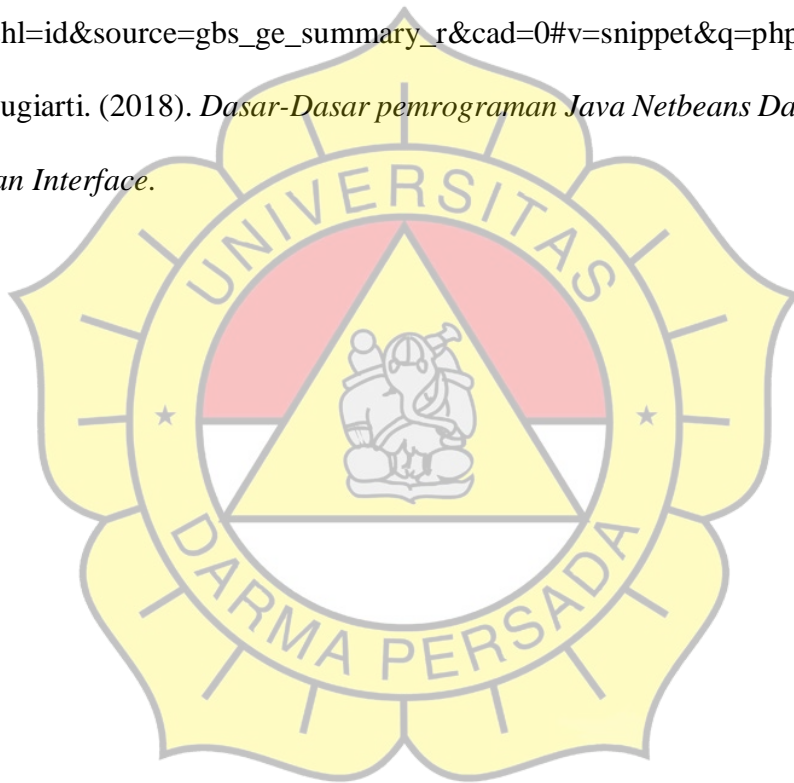 hl=id&source=gbs_ge_summary_r&cad=0#v=snippet&q=php
ugiarti. (2018). Dasar-Dasar pemrograman Java Netbeans Da
an Interface.
UNIVERSITAS
DARMA PERSADA